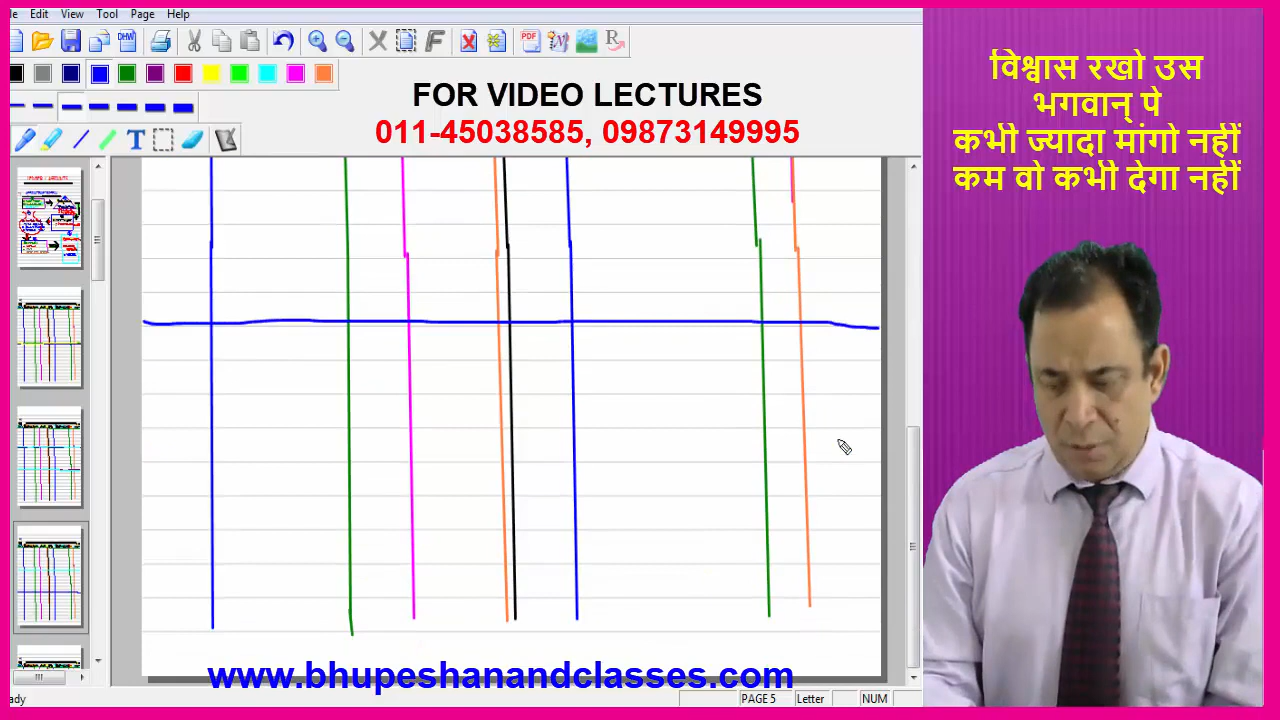 Edit View Tool Page Help
FOR VIDEO LECTURES
011-45038585, 09873149995
विश्वास रखो उस
भगवान् पे
कभी ज्यादा मांगो नहीं
कम वो कभी देगा नहीं
www.bhupeshanandclasses.com
PAGE 5 Letter NUM